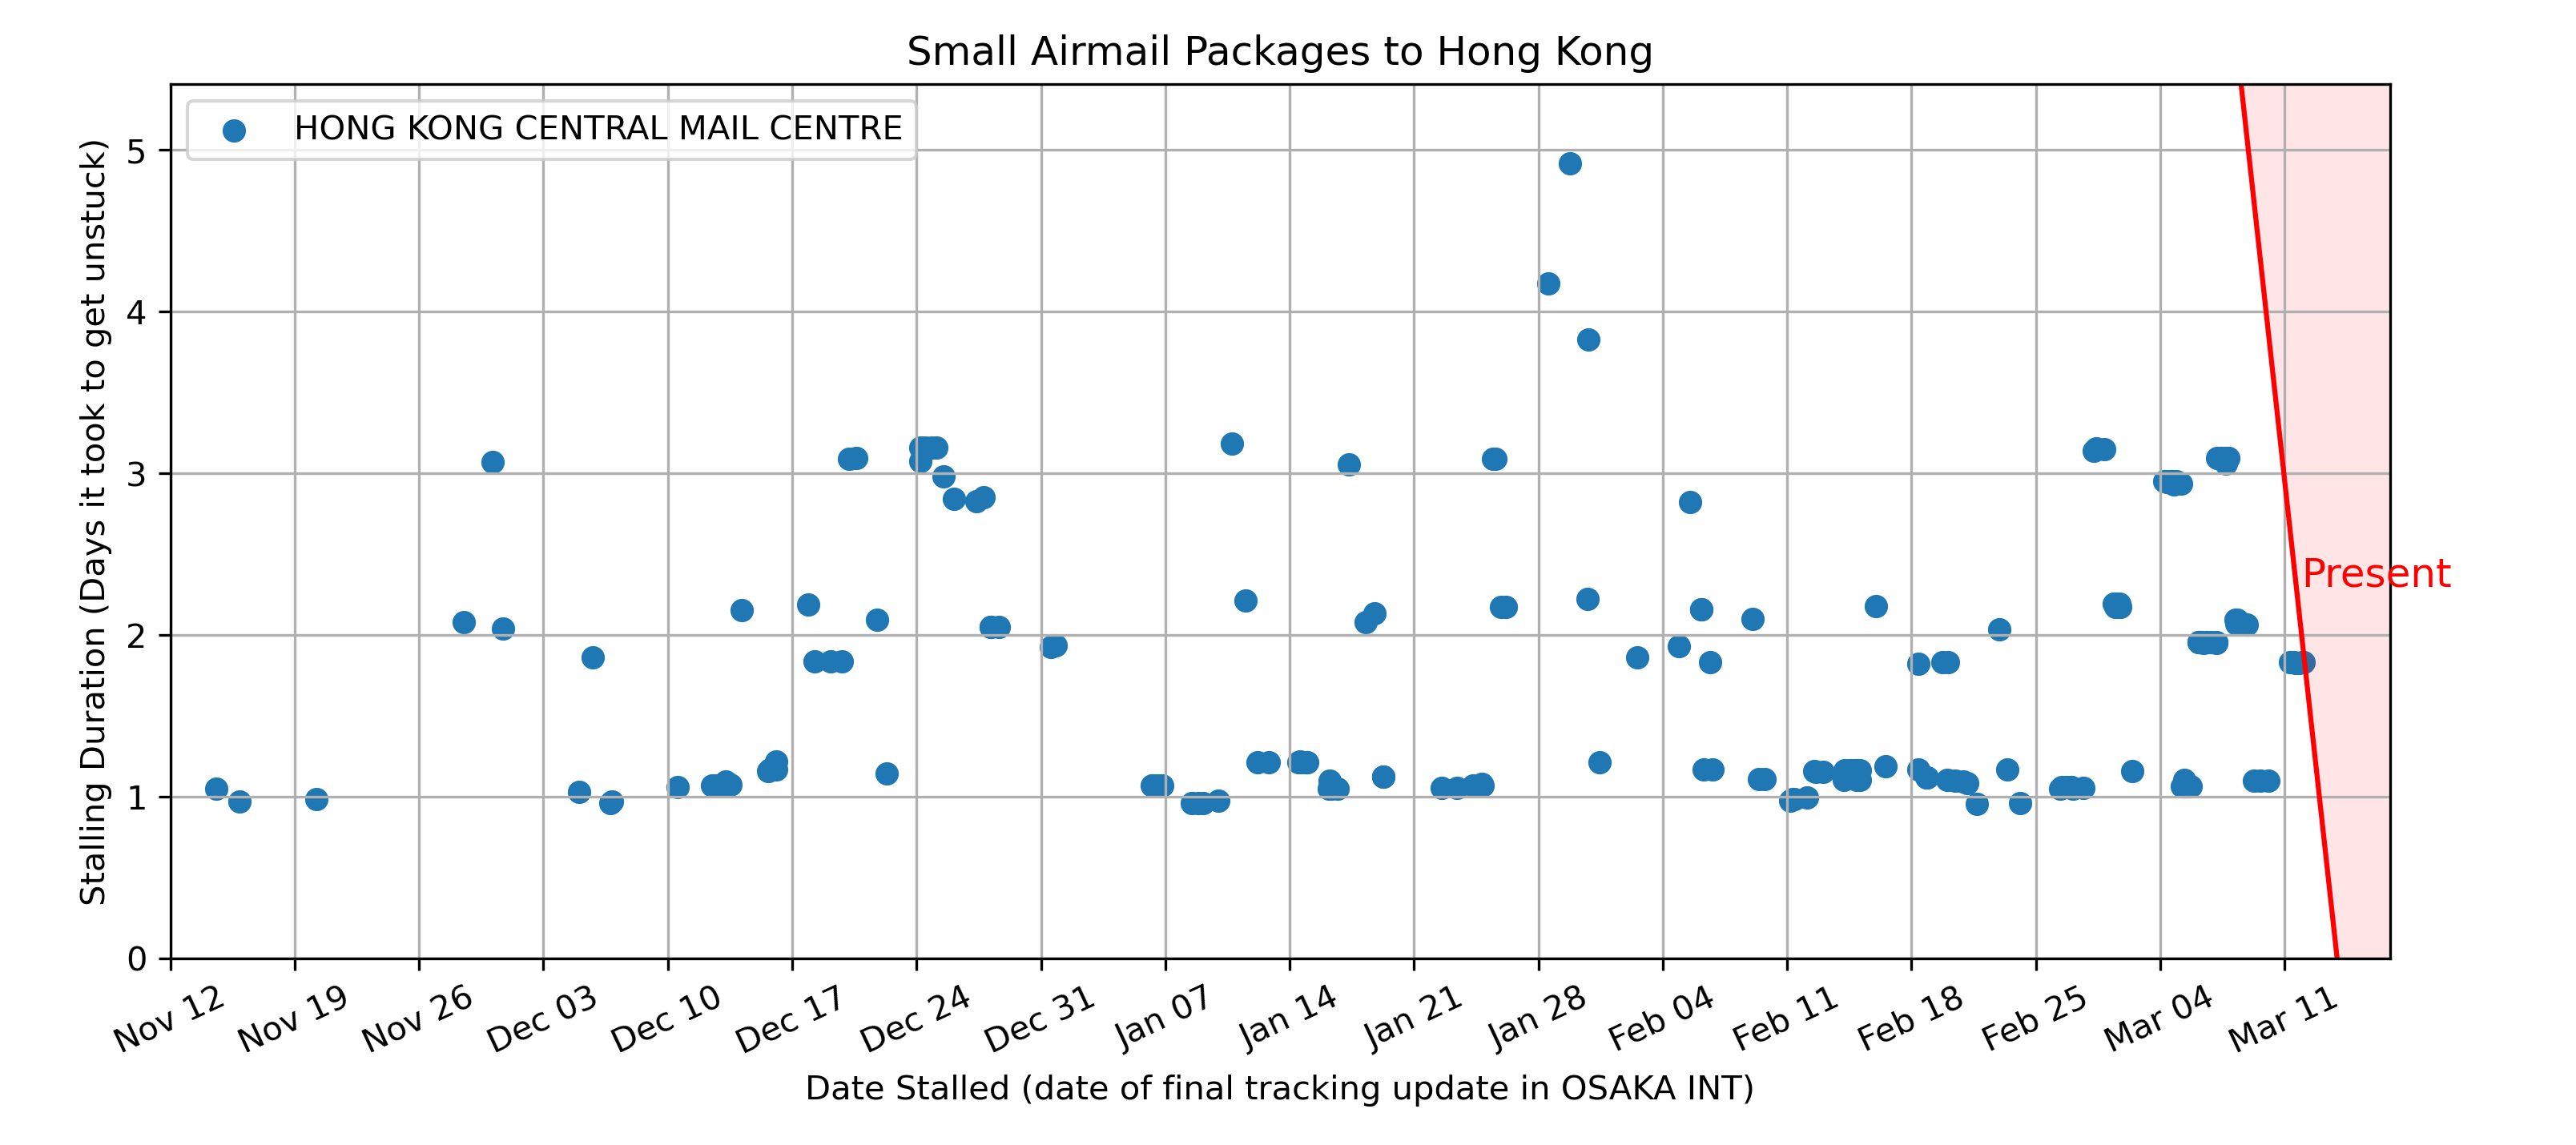 Small Airmail Packages to Hong Kong
HONG KONG CENTRAL MAIL CENTRE
Stalling Duration (Days it took to get unstuck)
5
4
3
2
1
0
Present
Nov 12
Nov 19
Nov 26
Dec 03
Dec 10
Dec 17
Dec 24
Dec 31
Jan 07
Jan 14
Jan 21
Jan 28
Feb 04
Feb 11
Feb 18
Feb 25
Mar 04
Mar 11
Date Stalled (date of final tracking update in OSAKA INT)